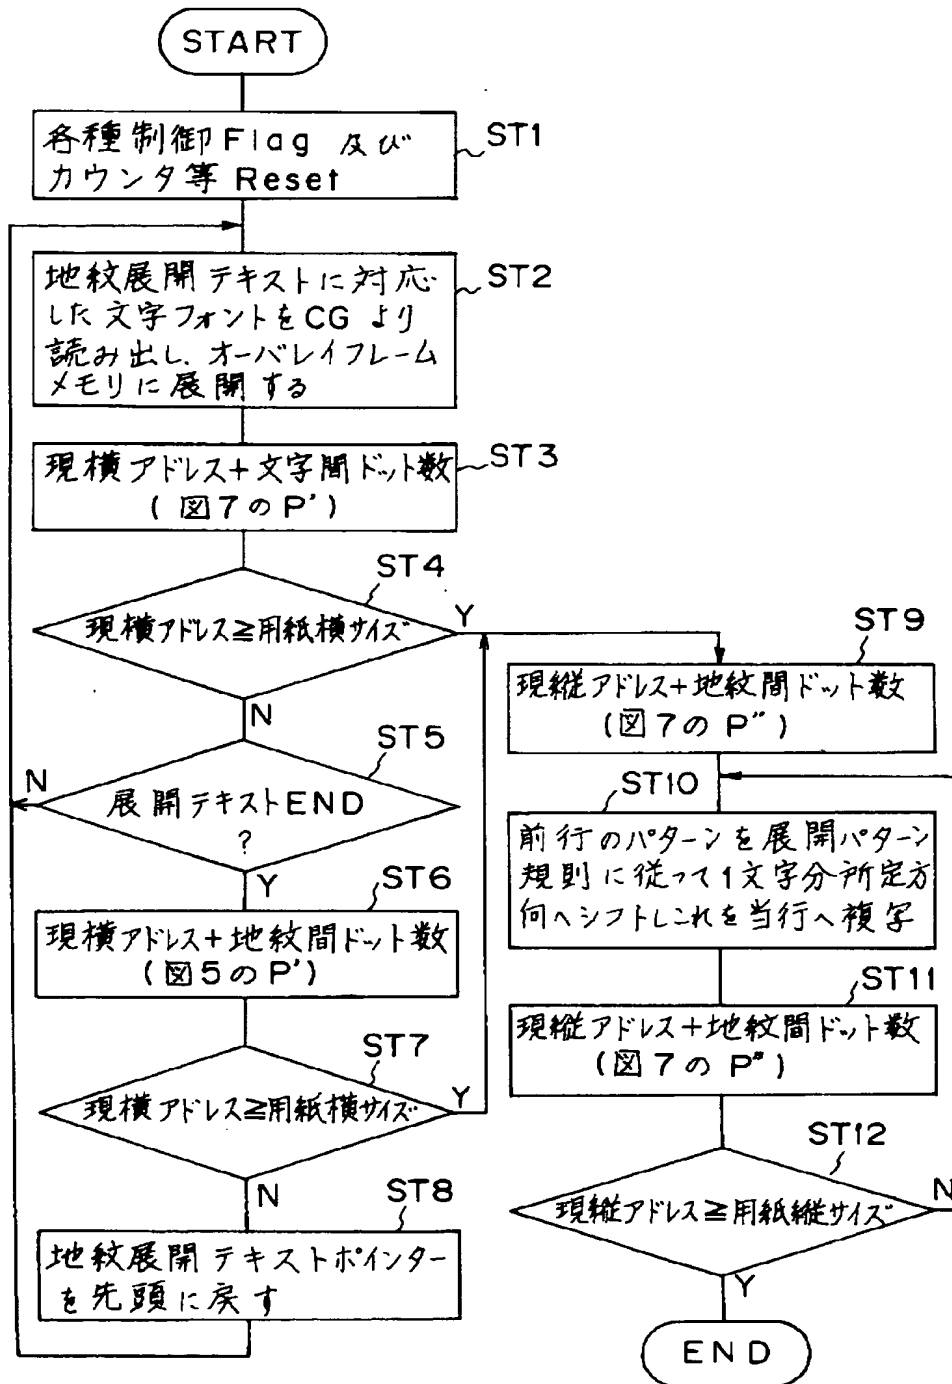 START
各種制御 Flag 及び
カウンタ等 Reset
ST1
地紋展開テキストに対応
した文字フォントをCGより
読み出し、オーバレイフレーム
メモリに展開する
ST2
現横アドレス+文字間ドット数
(図7のP')
ST3
ST4
現横アドレス≧用紙横サイズ
Y
N
ST5
展開テキストEND
?
N
Y
ST6
現横アドレス+地紋間ドット数
(図5のP')
ST7
現横アドレス≧用紙横サイズ
Y
N
ST8
地紋展開テキストポインター
を先頭に戻す
ST9
現縦アドレス+地紋間ドット数
(図7のP")
ST10
前行のパターンを展開パターン
規則に従って1文字分所定方
向へシフトしこれを当行へ複写
ST11
現縦アドレス+地紋間ドット数
(図7のP")
ST12
現縦アドレス≧用紙縦サイズ
N
Y
END